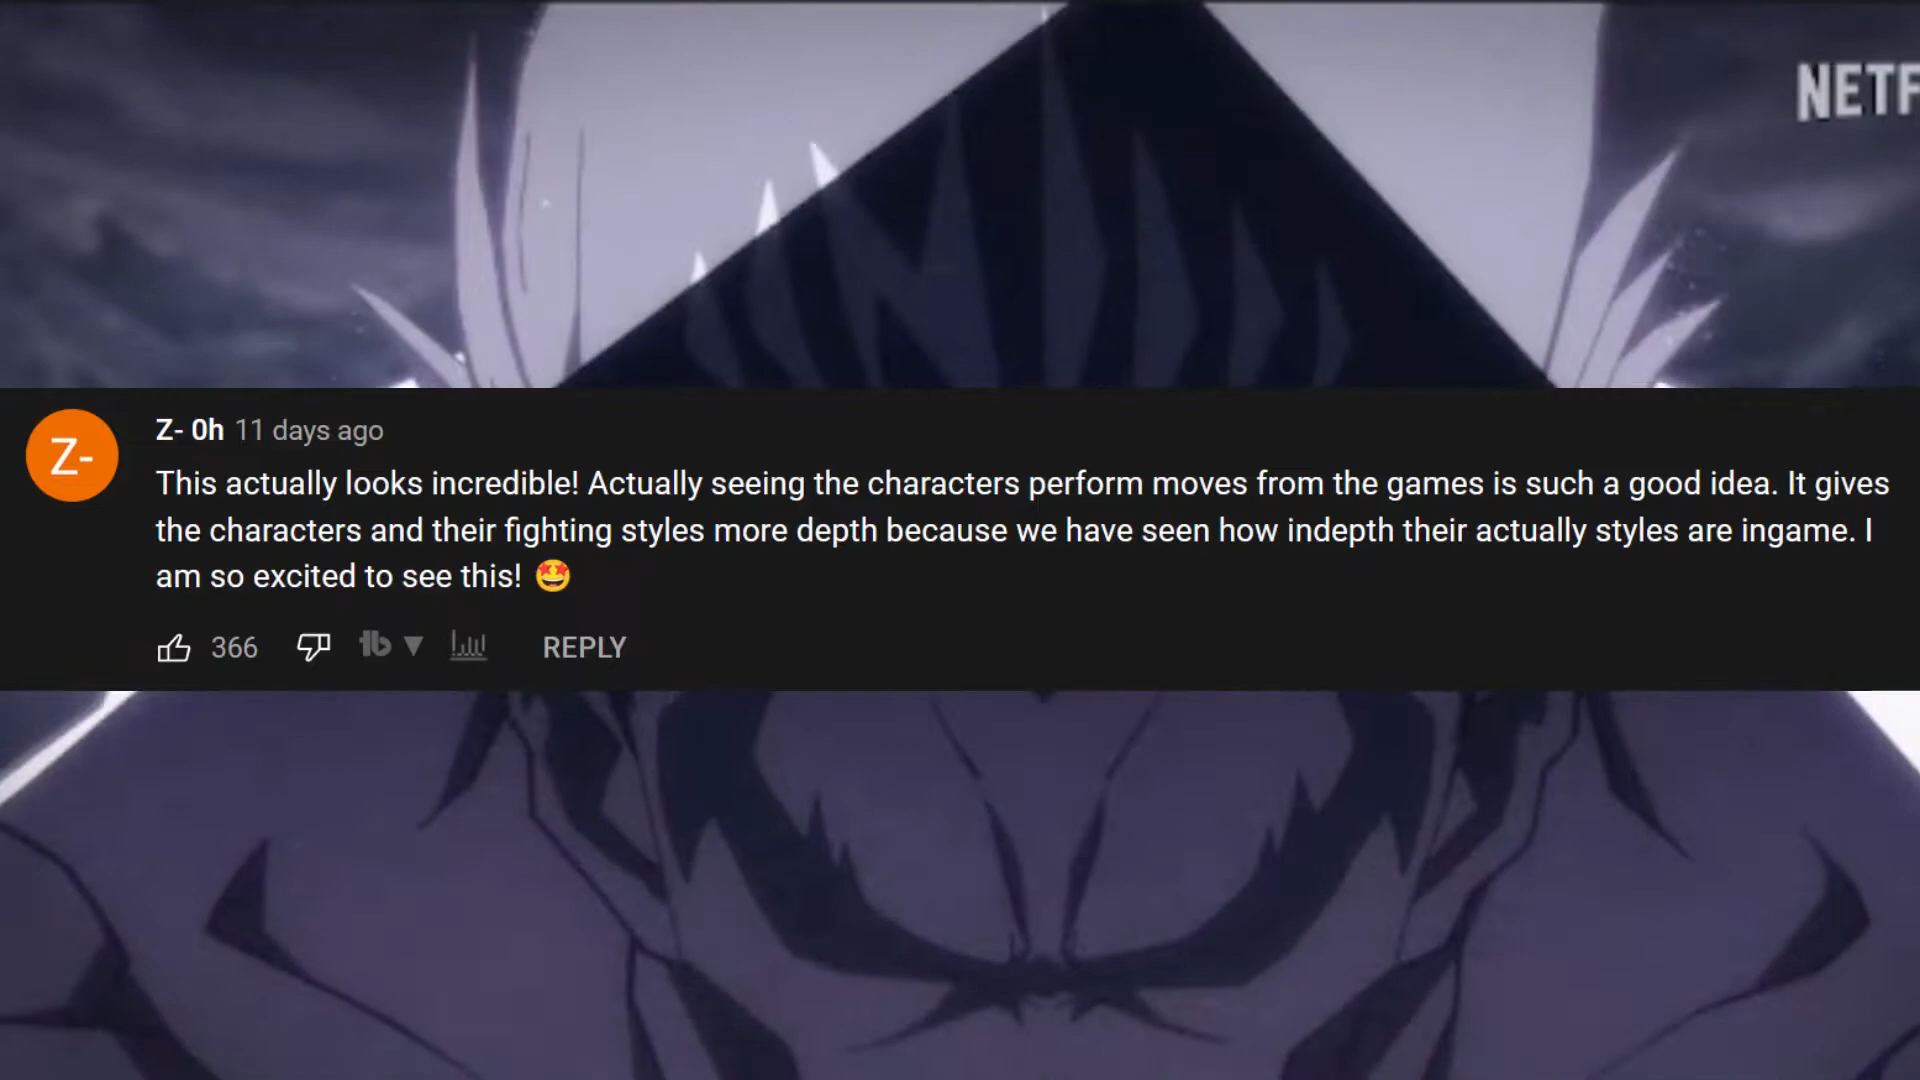 NETF
Z-
Z- 0h 11 days ago
This actually looks incredible! Actually seeing the characters perform moves from the games is such a good idea. It gives
the characters and their fighting styles more depth because we have seen how indepth their actually styles are ingame. I
am so excited to see this! 🤩
366 tb REPLY